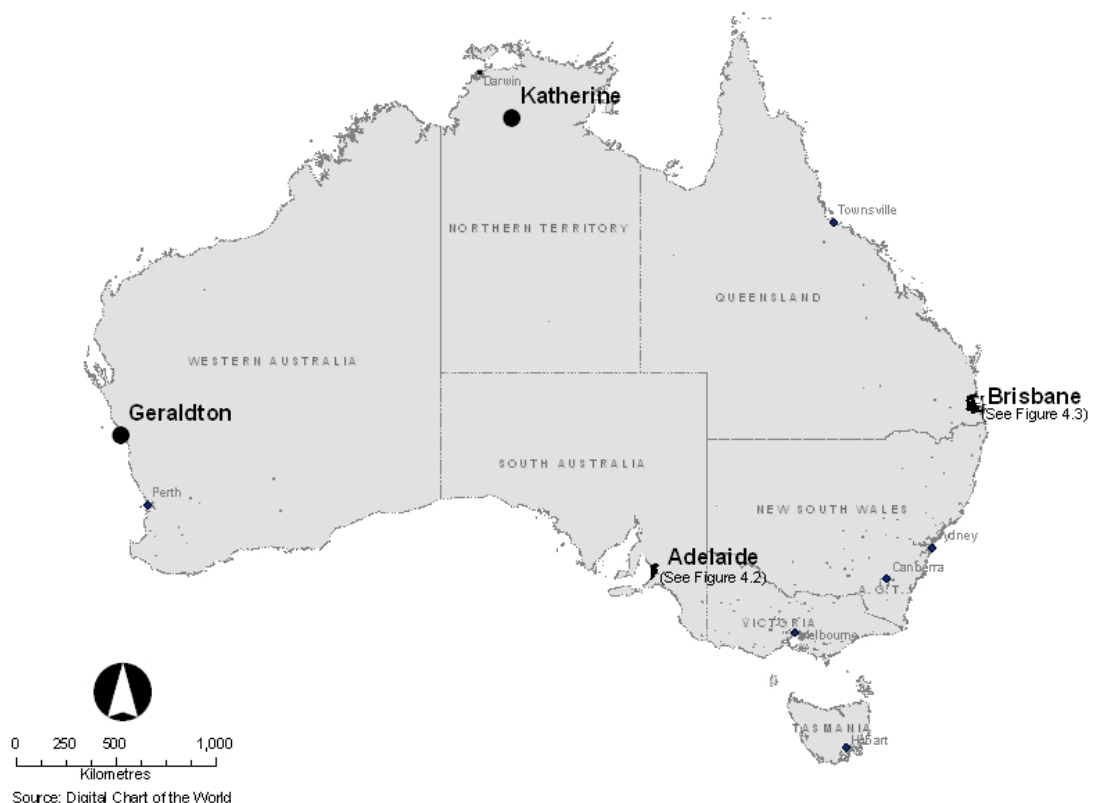 Darwin
Katherine
Townsville
NORTHERN TERRITORY
QUEENSLAND
WESTERN AUSTRALIA
Brisbane
(See Figure 4.3)
Geraldton
SOUTH AUSTRALIA
Perth
NEW SOUTH WALES
Sydney
Adelaide
(See Figure 4.2)
Canberra
A.C.T.
VICTORIA
Melbourne
TASMANIA
Hobart
0 250 500 1,000
Kilometres
Source: Digital Chart of the World